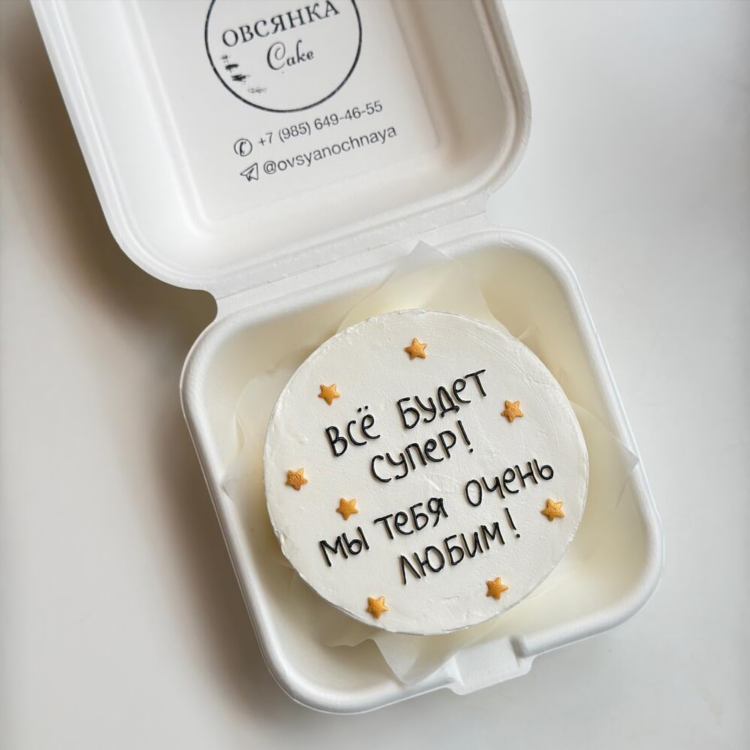 ОВСЯНКА
Cake
+7 (985) 649-46-55
@ovsyanochnaya
ВСЁ БУДЕТ
СУПЕР!
МЫ ТЕБЯ ОЧЕНЬ
ЛЮБИМ!